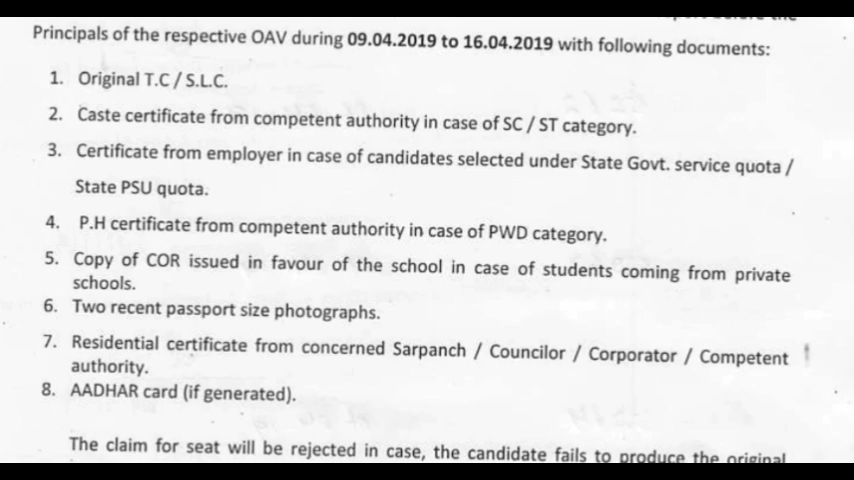 Principals of the respective OAV during 09.04.2019 to 16.04.2019 with following documents:
1. Original T.C / S.L.C.
2. Caste certificate from competent authority in case of SC / ST category.
3. Certificate from employer in case of candidates selected under State Govt. service quota /
State PSU quota.
4. P.H certificate from competent authority in case of PWD category.
5. Copy of COR issued in favour of the school in case of students coming from private
schools.
6. Two recent passport size photographs.
7. Residential certificate from concerned Sarpanch / Councilor / Corporator / Competent
authority.
8. AADHAR card (if generated).
The claim for seat will be rejected in case, the candidate fails to produce the original